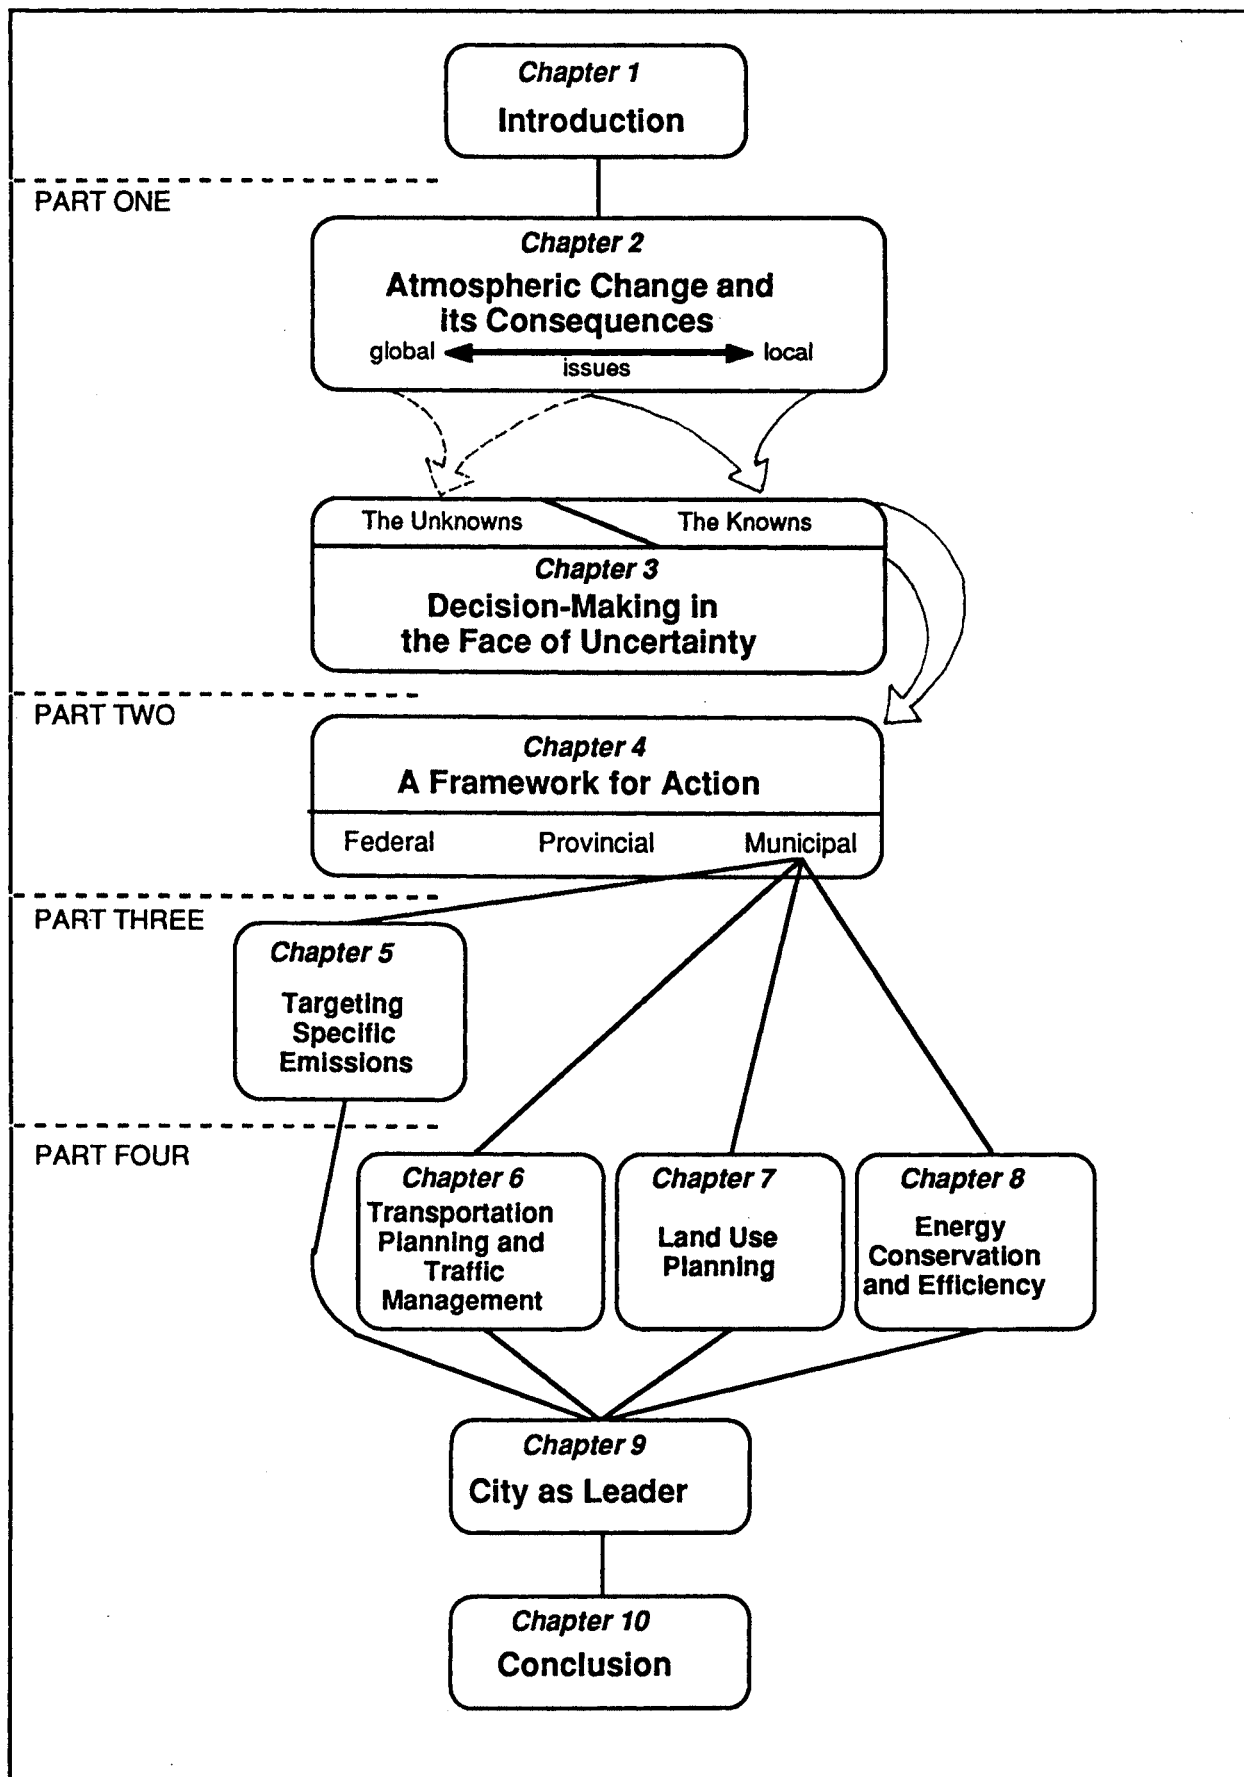 Chapter 1
Introduction
PART ONE
Chapter 2
Atmospheric Change and
its Consequences
global
local
issues
The Unknowns
The Knowns
Chapter 3
Decision-Making in
the Face of Uncertainty
PART TWO
Chapter 4
A Framework for Action
Federal
Provincial
Municipal
PART THREE
Chapter 5
Targeting
Specific
Emissions
PART FOUR
Chapter 6
Transportation
Planning and
Traffic
Management
Chapter 7
Land Use
Planning
Chapter 8
Energy
Conservation
and Efficiency
Chapter 9
City as Leader
Chapter 10
Conclusion